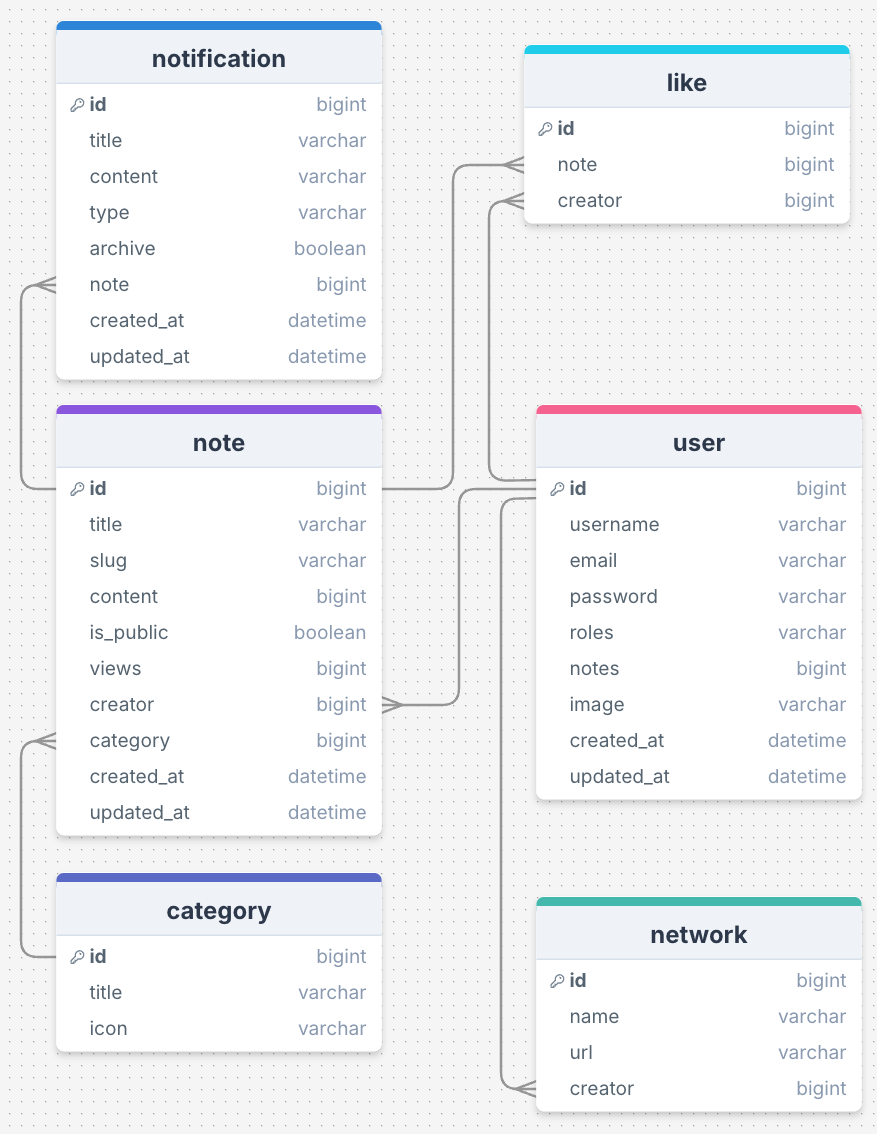 notification
id bigint
title varchar
content varchar
type varchar
archive boolean
note bigint
created_at datetime
updated_at datetime
like
id bigint
note bigint
creator bigint
note
id bigint
title varchar
slug varchar
content bigint
is_public boolean
views bigint
creator bigint
category bigint
created_at datetime
updated_at datetime
user
id bigint
username varchar
email varchar
password varchar
roles varchar
notes bigint
image varchar
created_at datetime
updated_at datetime
category
id bigint
title varchar
icon varchar
network
id bigint
name varchar
url varchar
creator bigint